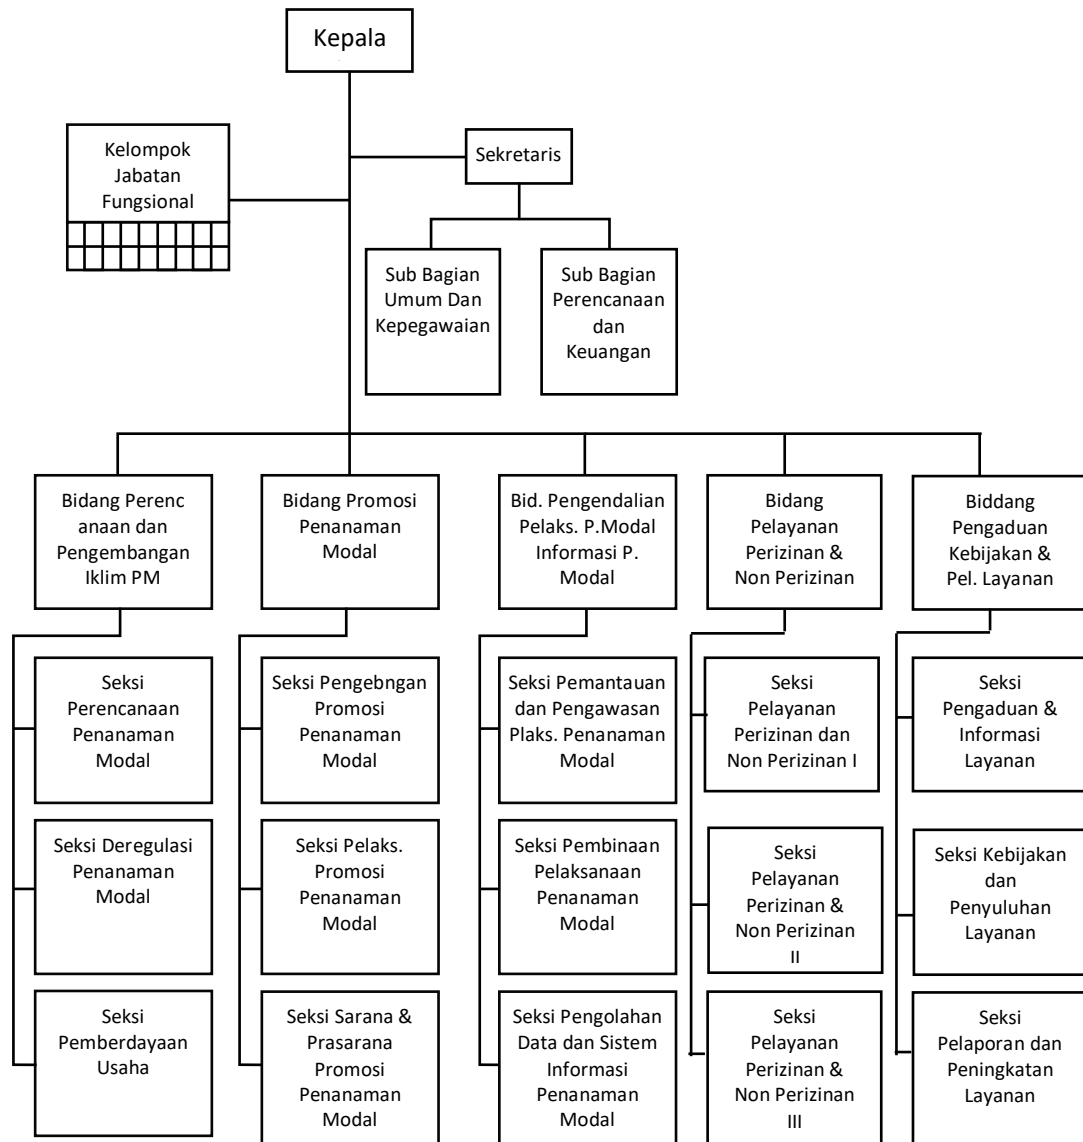 Kepala
Kelompok
Jabatan
Fungsional
Sekretaris
Sub Bagian
Umum Dan
Kepegawaian
Sub Bagian
Perencanaan
dan
Keuangan
Bidang Perenc
anaan dan
Pengembangan
Iklim PM
Bidang Promosi
Penanaman
Modal
Bid. Pengendalian
Pelaks. P.Modal
Informasi P.
Modal
Bidang
Pelayanan
Perizinan &
Non Perizinan
Biddang
Pengaduan
Kebijakan &
Pel. Layanan
Seksi
Perencanaan
Penanaman
Modal
Seksi Pengebngan
Promosi
Penanaman
Modal
Seksi Pemantauan
dan Pengawasan
Plaks. Penanaman
Modal
Seksi
Pelayanan
Perizinan dan
Non Perizinan I
Seksi
Pengaduan &
Informasi
Layanan
Seksi Deregulasi
Penanaman
Modal
Seksi Pelaks.
Promosi
Penanaman
Modal
Seksi Pembinaan
Pelaksanaan
Penanaman
Modal
Seksi
Pelayanan
Perizinan &
Non Perizinan
II
Seksi Kebijakan
dan
Penyuluhan
Layanan
Seksi
Pemberdayaan
Usaha
Seksi Sarana &
Prasarana
Promosi
Penanaman
Modal
Seksi Pengolahan
Data dan Sistem
Informasi
Penanaman
Modal
Seksi
Pelayanan
Perizinan &
Non Perizinan
III
Seksi
Pelaporan dan
Peningkatan
Layanan